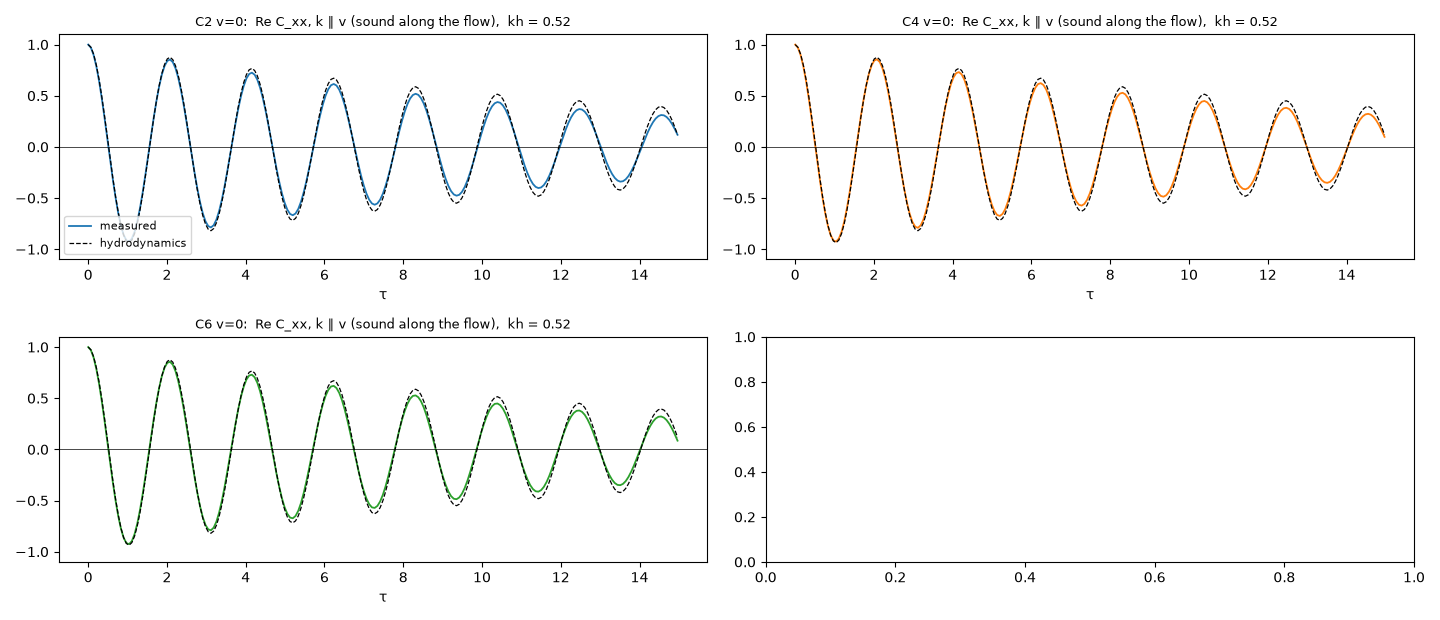 C2 v=0:  Re C_xx, k ∥ v (sound along the flow),  kh = 0.52
1.0
0.5
0.0
−0.5
−1.0
measured
hydrodynamics
0 2 4 6 8 10 12 14
τ
C4 v=0:  Re C_xx, k ∥ v (sound along the flow),  kh = 0.52
1.0
0.5
0.0
−0.5
−1.0
0 2 4 6 8 10 12 14
τ
C6 v=0:  Re C_xx, k ∥ v (sound along the flow),  kh = 0.52
1.0
0.5
0.0
−0.5
−1.0
0 2 4 6 8 10 12 14
τ
1.0
0.8
0.6
0.4
0.2
0.0
0.0 0.2 0.4 0.6 0.8 1.0